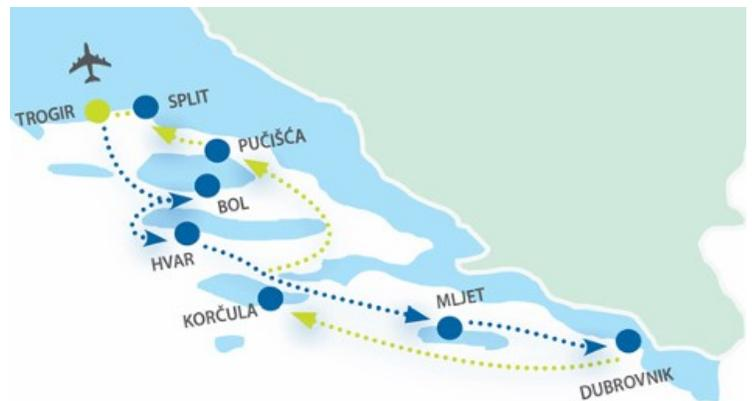 TROGIR
SPLIT
PUČIŠĆA
BOL
HVAR
KORČULA
MLJET
DUBROVNIK